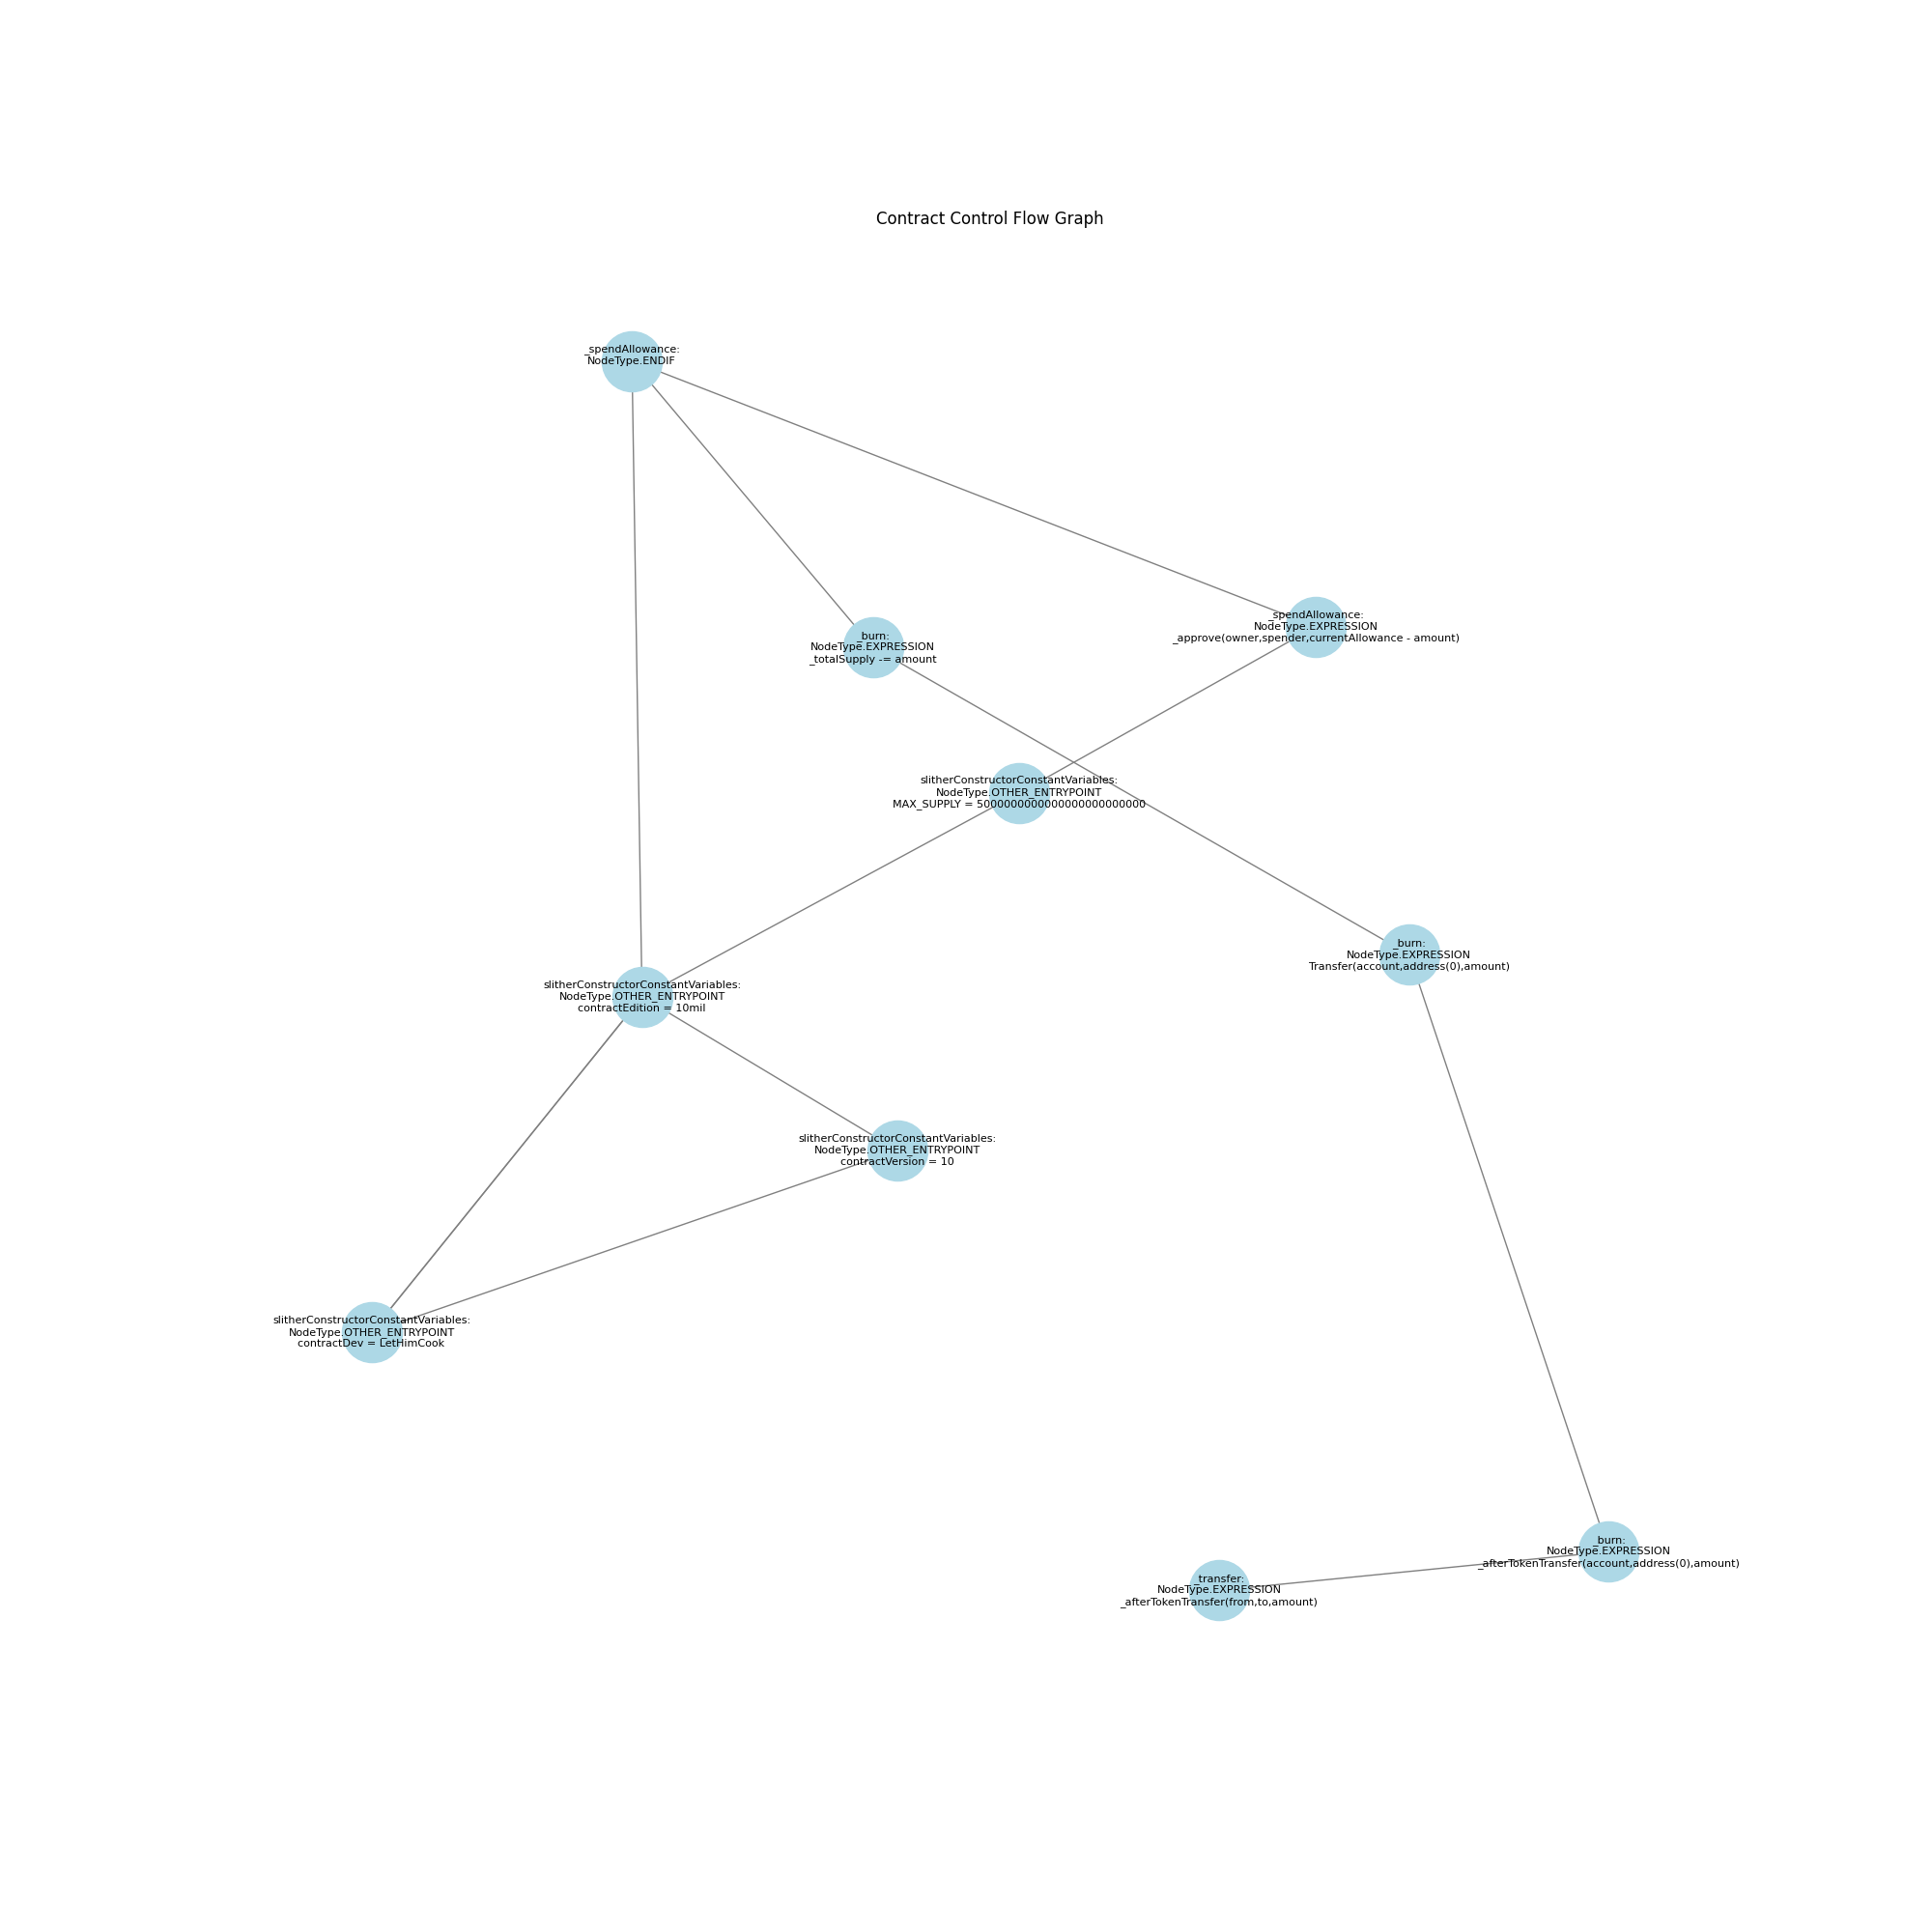 Contract Control Flow Graph
_spendAllowance:
NodeType.ENDIF
_spendAllowance:
NodeType.EXPRESSION
_approve(owner,spender,currentAllowance - amount)
_burn:
NodeType.EXPRESSION
_totalSupply -= amount
slitherConstructorConstantVariables:
NodeType.OTHER_ENTRYPOINT
MAX_SUPPLY = 5000000000000000000000000
_burn:
NodeType.EXPRESSION
Transfer(account,address(0),amount)
slitherConstructorConstantVariables:
NodeType.OTHER_ENTRYPOINT
contractEdition = 10mil
slitherConstructorConstantVariables:
NodeType.OTHER_ENTRYPOINT
contractVersion = 10
slitherConstructorConstantVariables:
NodeType.OTHER_ENTRYPOINT
contractDev = LetHimCook
_burn:
NodeType.EXPRESSION
_afterTokenTransfer(account,address(0),amount)
_transfer:
NodeType.EXPRESSION
_afterTokenTransfer(from,to,amount)